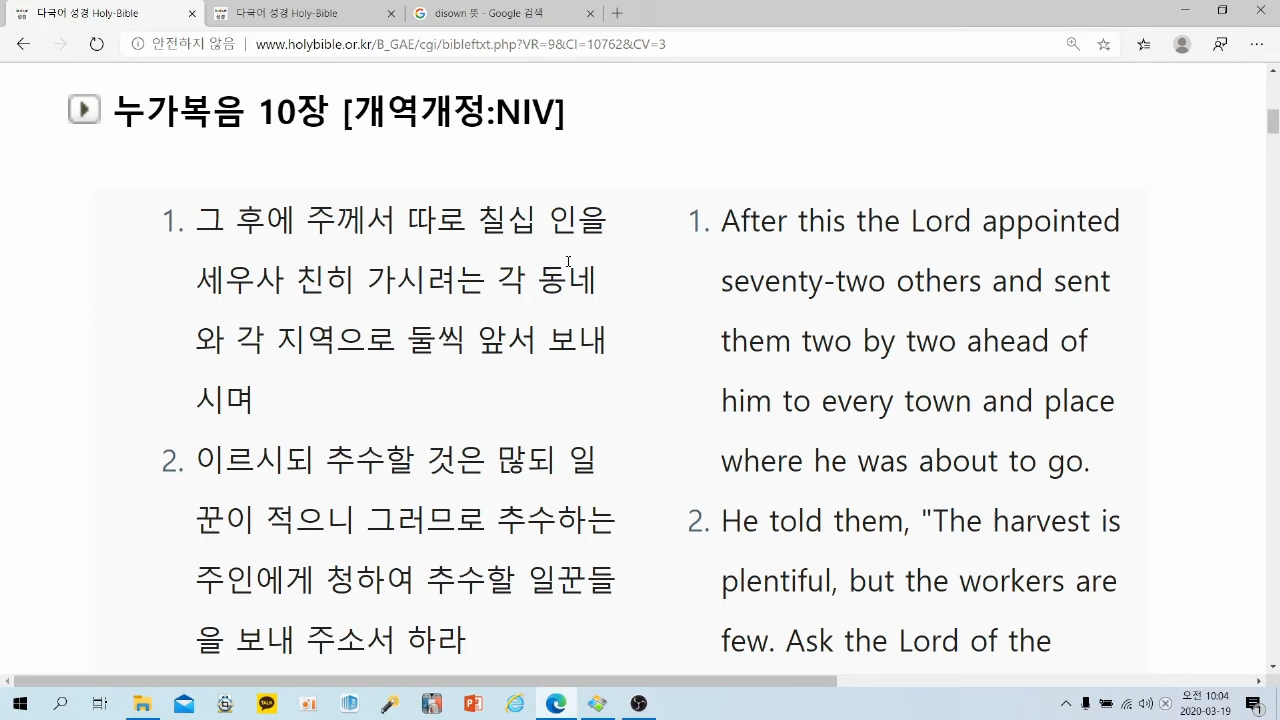 다국어 성경 Holy-Bible
다국어 성경 Holy-Bible
disown 뜻 - Google 검색
안전하지 않음
www.holybible.or.kr/B_GAE/cgi/bibleftxt.php?VR=9&CI=10762&CV=3
누가복음 10장 [개역개정:NIV]
1. 그 후에 주께서 따로 칠십 인을
세우사 친히 가시려는 각 동네
와 각 지역으로 둘씩 앞서 보내
시며
2. 이르시되 추수할 것은 많되 일
꾼이 적으니 그러므로 추수하는
주인에게 청하여 추수할 일꾼들
을 보내 주소서 하라
1. After this the Lord appointed
seventy-two others and sent
them two by two ahead of
him to every town and place
where he was about to go.
2. He told them, "The harvest is
plentiful, but the workers are
few. Ask the Lord of the
TALK
오전 10:04
2020-03-19
1